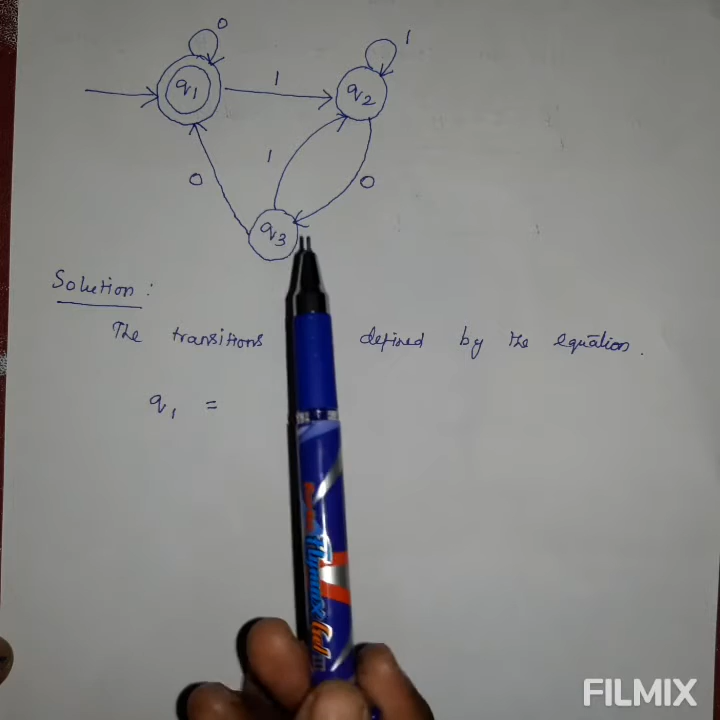 0
1
q1
1
q2
1
0
0
q3
Solution :
The transitions defined by the equation.
q1 =
FILMIX